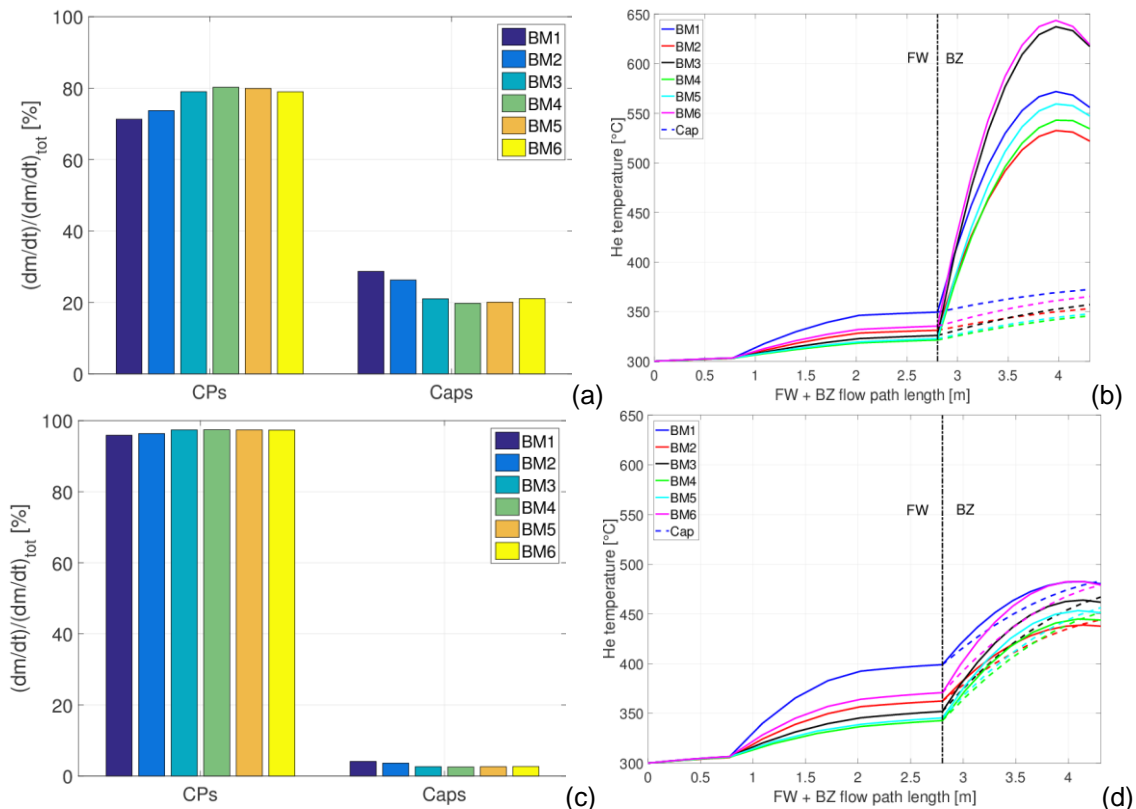 (dm/dt)/(dm/dt)tot [%]
100
80
60
40
20
0
CPs
Caps
BM1
BM2
BM3
BM4
BM5
BM6
(a)
He temperature [°C]
650
600
550
500
450
400
350
300
0
0.5
1
1.5
2
2.5
3
3.5
4
FW + BZ flow path length [m]
BM1
BM2
BM3
BM4
BM5
BM6
Cap
FW
BZ
(b)
(dm/dt)/(dm/dt)tot [%]
100
80
60
40
20
0
CPs
Caps
BM1
BM2
BM3
BM4
BM5
BM6
(c)
He temperature [°C]
650
600
550
500
450
400
350
300
0
0.5
1
1.5
2
2.5
3
3.5
4
FW + BZ flow path length [m]
BM1
BM2
BM3
BM4
BM5
BM6
Cap
FW
BZ
(d)